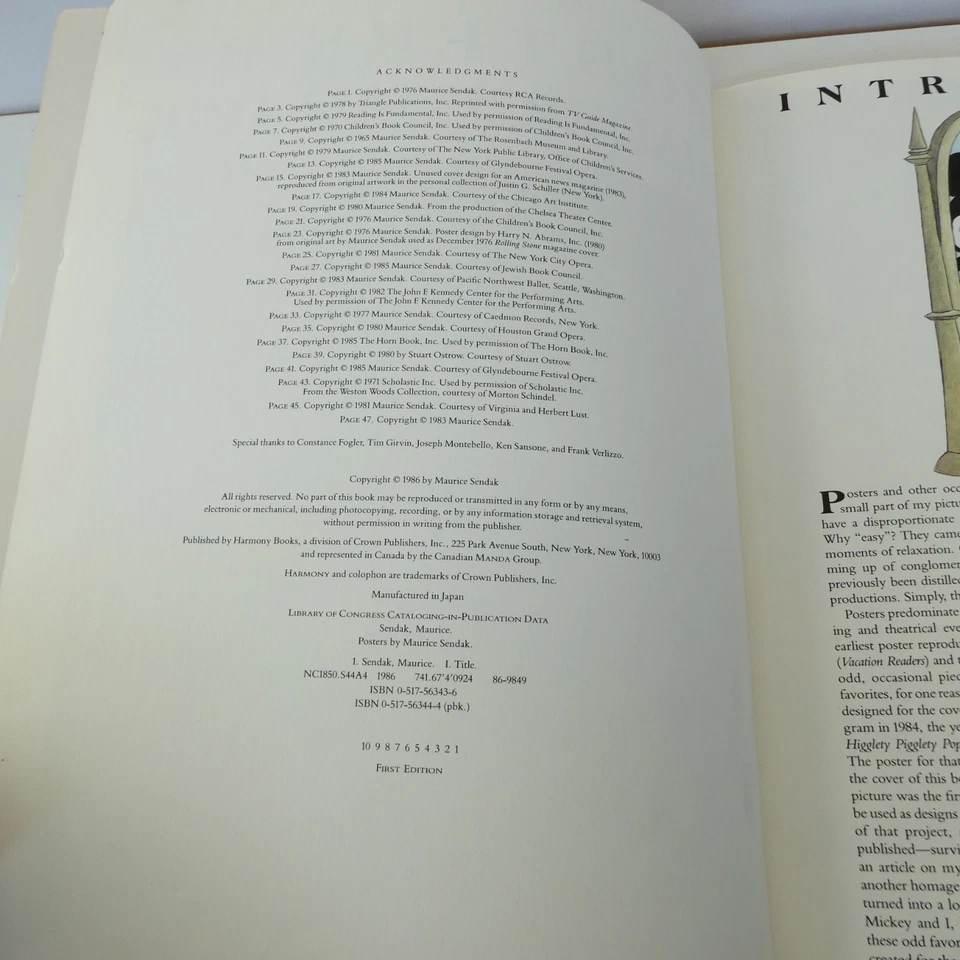 ACKNOWLEDGMENTS
PAGE 1. Copyright © 1976 Maurice Sendak. Courtesy RCA Records.
PAGE 3. Copyright © 1978 by Triangle Publications, Inc. Reprinted with permission from TV Guide Magazine.
PAGE 5. Copyright © 1979 Reading Is Fundamental, Inc. Used by permission of Reading Is Fundamental, Inc.
PAGE 7. Copyright © 1970 Children's Book Council, Inc. Used by permission of Children's Book Council, Inc.
PAGE 9. Copyright © 1965 Maurice Sendak. Courtesy of The Rosenbach Museum and Library.
PAGE 11. Copyright © 1979 Maurice Sendak. Courtesy of The New York Public Library, Office of Children's Services.
PAGE 13. Copyright © 1985 Maurice Sendak. Courtesy of Glyndebourne Festival Opera.
PAGE 15. Copyright © 1983 Maurice Sendak. Unused cover design for an American news magazine (1983),
reproduced from original artwork in the personal collection of Justin G. Schiller (New York).
PAGE 17. Copyright © 1984 Maurice Sendak. Courtesy of the Chicago Art Institute.
PAGE 19. Copyright © 1980 Maurice Sendak. From the production of the Chelsea Theater Center.
PAGE 21. Copyright © 1976 Maurice Sendak. Courtesy of the Children's Book Council, Inc.
PAGE 23. Copyright © 1976 Maurice Sendak. Poster design by Harry N. Abrams, Inc. (1980)
from original art by Maurice Sendak used as December 1976 Rolling Stone magazine cover.
PAGE 25. Copyright © 1981 Maurice Sendak. Courtesy of The New York City Opera.
PAGE 27. Copyright © 1985 Maurice Sendak. Courtesy of Jewish Book Council.
PAGE 29. Copyright © 1983 Maurice Sendak. Courtesy of Pacific Northwest Ballet, Seattle, Washington.
PAGE 31. Copyright © 1982 The John F. Kennedy Center for the Performing Arts.
Used by permission of The John F. Kennedy Center for the Performing Arts.
PAGE 33. Copyright © 1977 Maurice Sendak. Courtesy of Caedmon Records, New York.
PAGE 35. Copyright © 1980 Maurice Sendak. Courtesy of Houston Grand Opera.
PAGE 37. Copyright © 1985 The Horn Book, Inc. Used by permission of The Horn Book, Inc.
PAGE 39. Copyright © 1980 by Stuart Ostrow. Courtesy of Stuart Ostrow.
PAGE 41. Copyright © 1985 Maurice Sendak. Courtesy of Glyndebourne Festival Opera.
PAGE 43. Copyright © 1971 Scholastic Inc. Used by permission of Scholastic Inc.
From the Weston Woods Collection, courtesy of Morton Schindel.
PAGE 45. Copyright © 1981 Maurice Sendak. Courtesy of Virginia and Herbert Lust.
PAGE 47. Copyright © 1983 Maurice Sendak.
Special thanks to Constance Fogler, Tim Girvin, Joseph Montebello, Ken Sansone, and Frank Verlizzo.
Copyright © 1986 by Maurice Sendak
All rights reserved. No part of this book may be reproduced or transmitted in any form or by any means,
electronic or mechanical, including photocopying, recording, or by any information storage and retrieval system,
without permission in writing from the publisher.
Published by Harmony Books, a division of Crown Publishers, Inc., 225 Park Avenue South, New York, New York, 10003
and represented in Canada by the Canadian MANDA Group.
HARMONY and colophon are trademarks of Crown Publishers, Inc.
Manufactured in Japan
LIBRARY OF CONGRESS CATALOGING-IN-PUBLICATION DATA
Sendak, Maurice.
Posters by Maurice Sendak.
1. Sendak, Maurice. I. Title.
NC1850.S44A4 1986 741.67'4'0924 86-9849
ISBN 0-517-56343-6
ISBN 0-517-56344-4 (pbk.)
10 9 8 7 6 5 4 3 2 1
FIRST EDITION
INTR
Posters and other occ
small part of my pictu
have a disproportionate
Why "easy"? They came
moments of relaxation.
ming up of conglomer
previously been distilled
productions. Simply, th
Posters predominate
ing and theatrical eve
earliest poster reprodu
(Vacation Readers) and t
odd, occasional piec
favorites, for one reas
designed for the cov
gram in 1984, the ye
Higglety Pigglety Pop
The poster for that
the cover of this b
picture was the fir
be used as designs
of that project,
published—survi
an article on my
another homage
turned into a lo
Mickey and I,
these odd favor
created for the